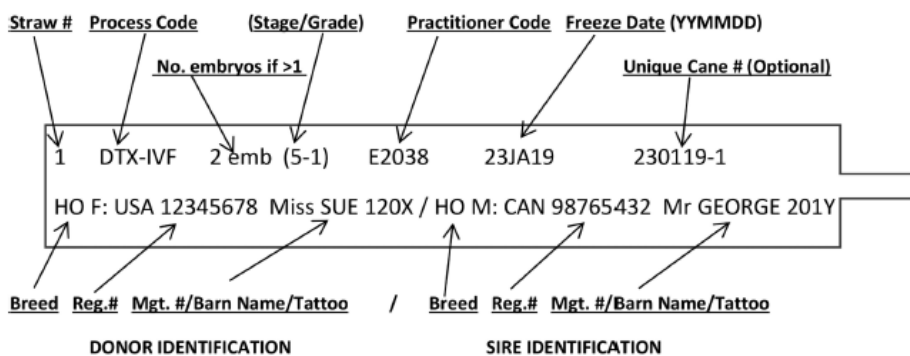 Straw # Process Code (Stage/Grade) Practitioner Code Freeze Date (YYMMDD)
No. embryos if >1 Unique Cane # (Optional)
1 DTX-IVF 2 emb (5-1) E2038 23JA19 230119-1
HO F: USA 12345678 Miss SUE 120X / HO M: CAN 98765432 Mr GEORGE 201Y
Breed Reg.# Mgt. #/Barn Name/Tattoo / Breed Reg.# Mgt. #/Barn Name/Tattoo
DONOR IDENTIFICATION SIRE IDENTIFICATION